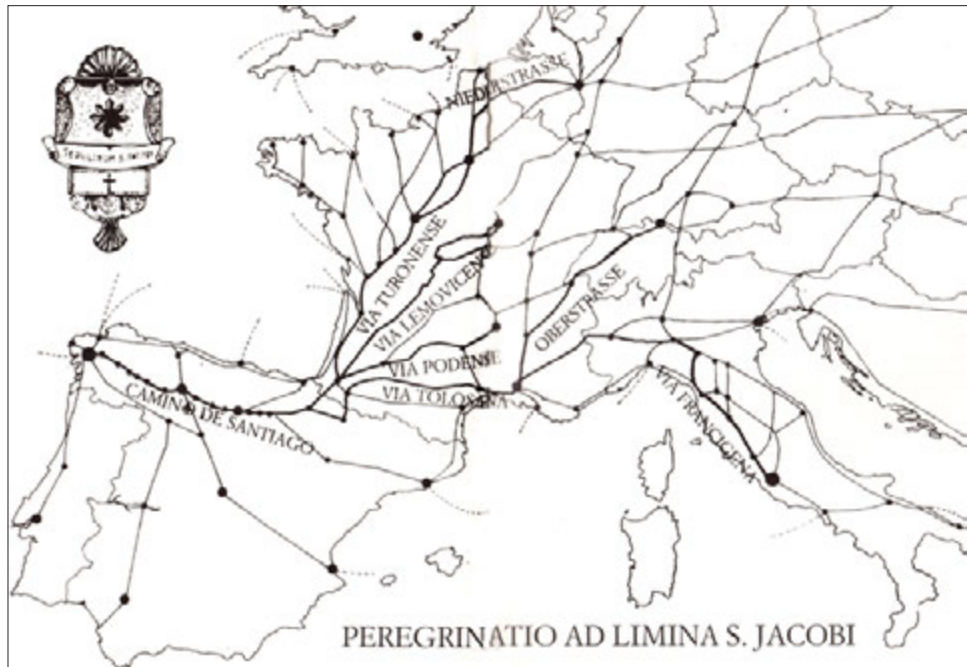 NIEDERSTRASSE
VIA TURONENSE
VIA LEMOVICENSE
OBERSTRASSE
VIA PODENSE
VIA TOLOSANA
CAMINO DE SANTIAGO
VIA FRANCIGENA
PEREGRINATIO AD LIMINA S. JACOBI